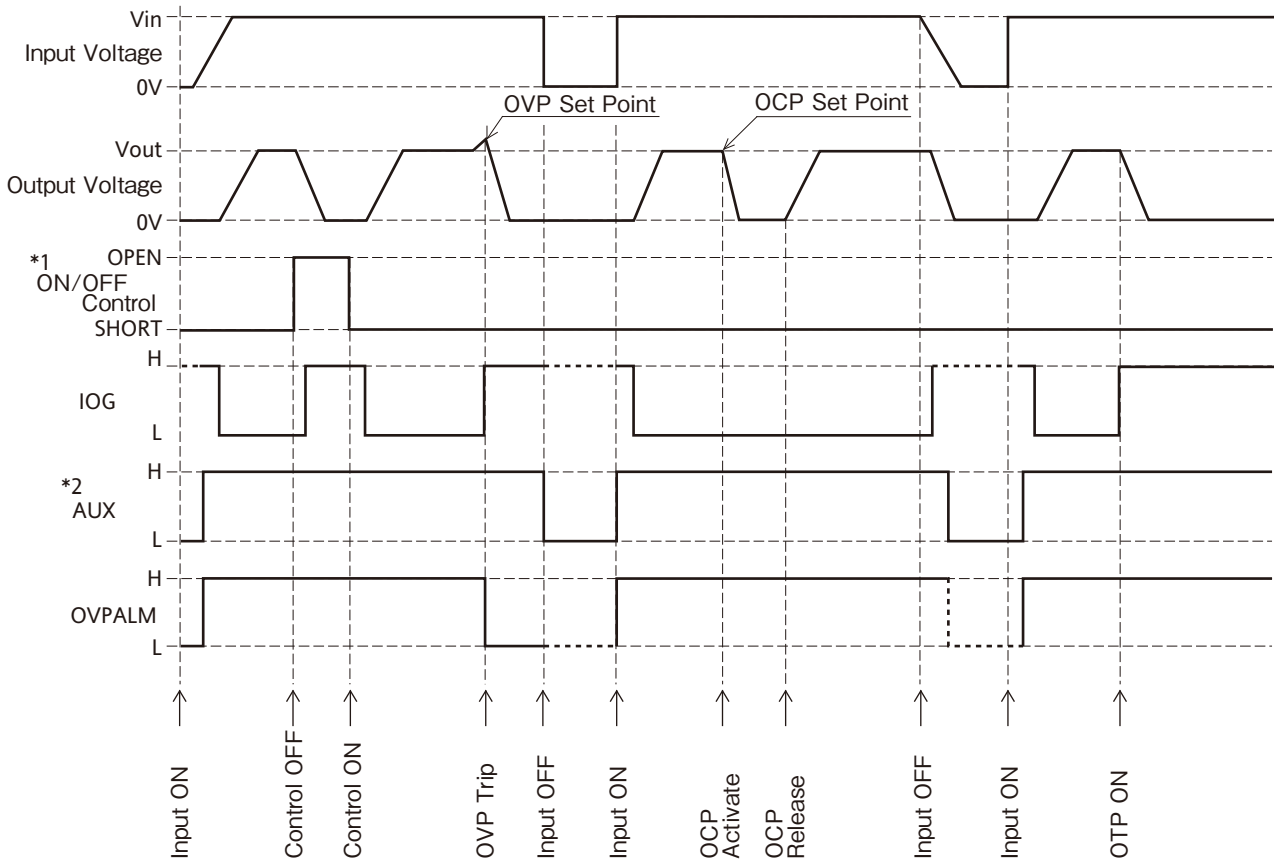 Vin
Input Voltage
0V
OVP Set Point
OCP Set Point
Vout
Output Voltage
0V
*1
OPEN
ON/OFF
Control
SHORT
H
IOG
L
H
*2
AUX
L
H
OVPALM
L
Input ON
Control OFF
Control ON
OVP Trip
Input OFF
Input ON
OCP
Activate
OCP
Release
Input OFF
Input ON
OTP ON